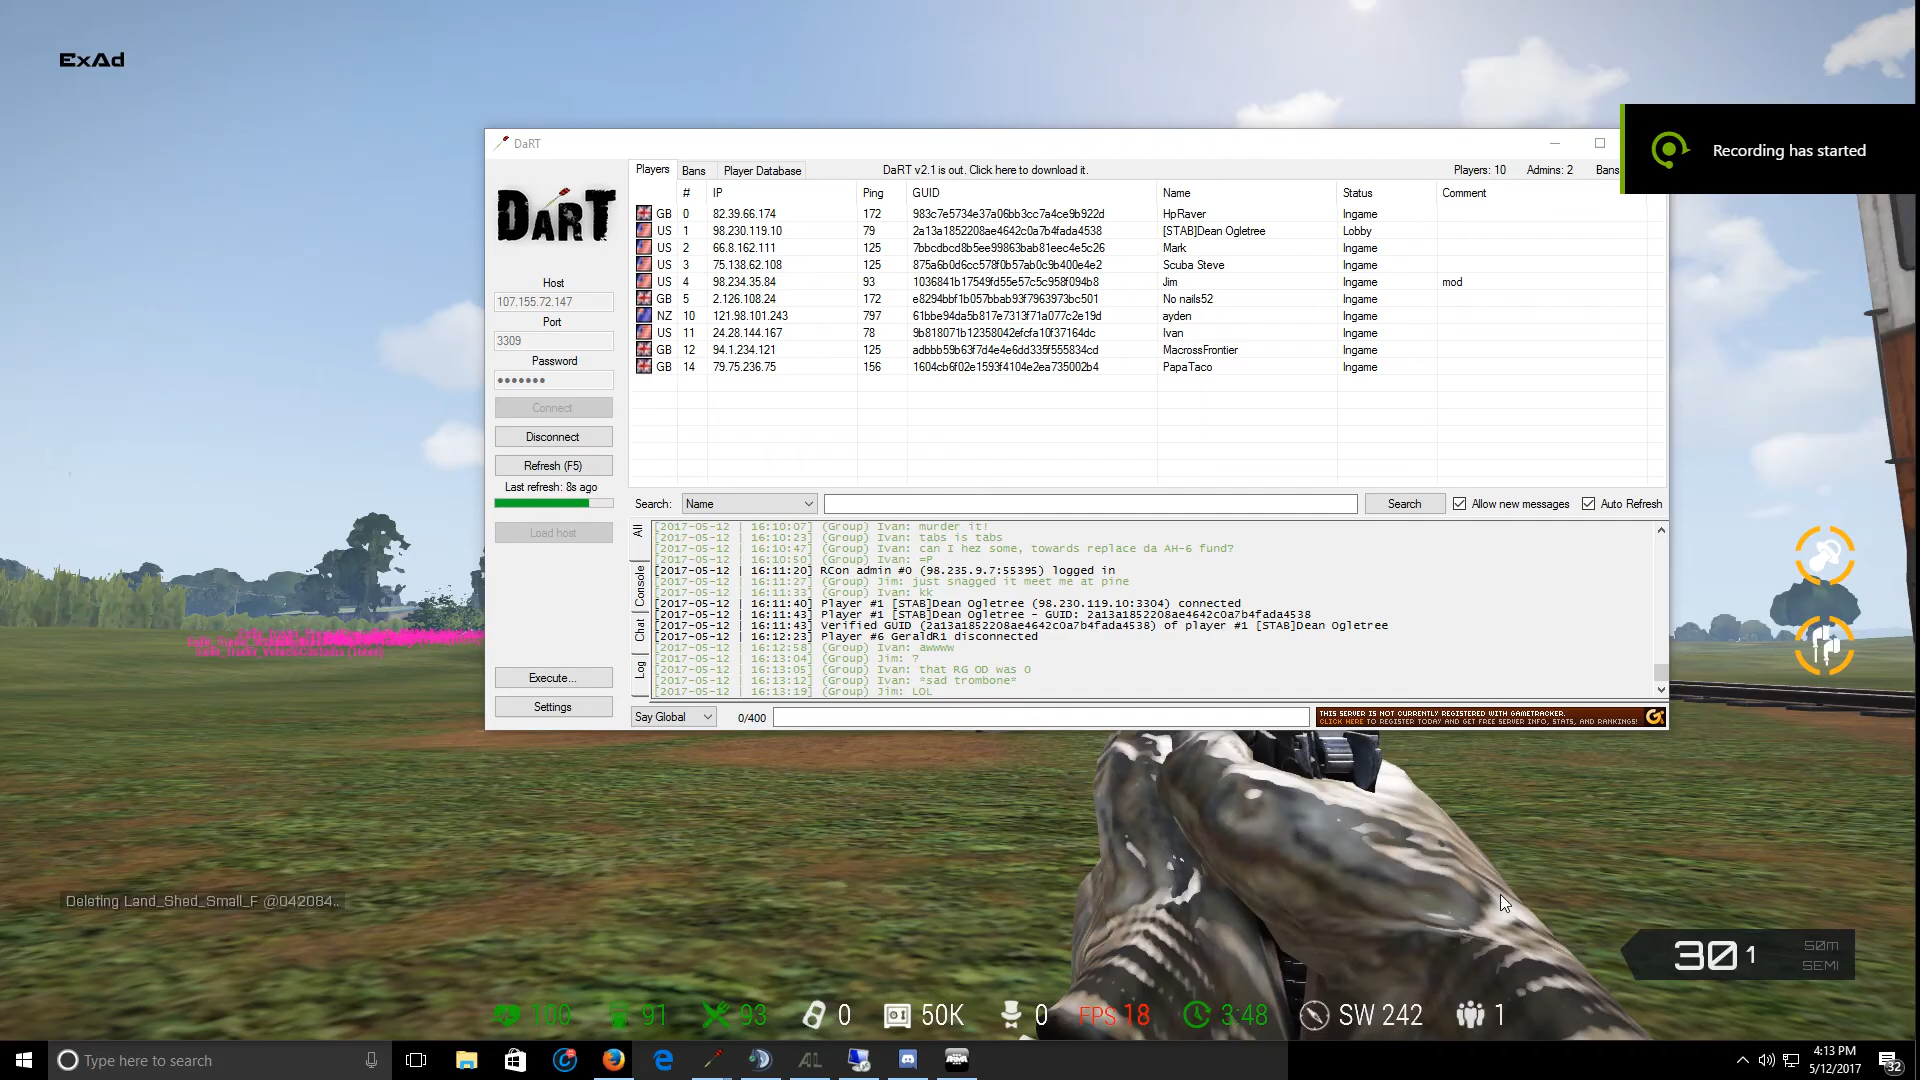 ExAd
DaRT
Recording has started
Players Bans Player Database DaRT v2.1 is out. Click here to download it. Players: 10 Admins: 2 Bans
DaRT
# IP Ping GUID Name Status Comment
GB 0 82.39.66.174 172 983c7e5734e37a06bb3cc7a4ce9b922d HpRaver Ingame
US 1 98.230.119.10 79 2a13a1852208ae4642c0a7b4fada4538 [STAB]Dean Ogletree Lobby
US 2 66.8.162.111 125 7bbcdbcd8b5ee99863bab81eec4e5c26 Mark Ingame
US 3 75.138.62.108 125 875a6b0d6cc578f0b57ab0c9b400e4e2 Scuba Steve Ingame
US 4 98.234.35.84 93 1036841b17549fd55e57c5c958f094b8 Jim Ingame mod
GB 5 2.126.108.24 172 e8294bbf1b057bbab93f7963973bc501 No nails52 Ingame
NZ 10 121.98.101.243 797 61bbe94da5b817e7313f71a077c2e19d ayden Ingame
US 11 24.28.144.167 78 9b818071b12358042efcfa10f37164dc Ivan Ingame
GB 12 94.1.234.121 125 adbbb59b63f7d4e4e6dd335f555834cd MacrossFrontier Ingame
GB 14 79.75.236.75 156 1604cb6f02e1593f4104e2ea735002b4 PapaTaco Ingame
Host
107.155.72.147
Port
3309
Password
Connect
Disconnect
Refresh (F5)
Last refresh: 8s ago
Load host
Execute...
Settings
Search: Name Search Allow new messages Auto Refresh
All
Console
Chat
Log
[2017-05-12 | 16:10:07] (Group) Ivan: murder it!
[2017-05-12 | 16:10:23] (Group) Ivan: tabs is tabs
[2017-05-12 | 16:10:47] (Group) Ivan: can I hez some, towards replace da AH-6 fund?
[2017-05-12 | 16:10:50] (Group) Ivan: =P
[2017-05-12 | 16:11:20] RCon admin #0 (98.235.9.7:55395) logged in
[2017-05-12 | 16:11:27] (Group) Jim: just snagged it meet me at pine
[2017-05-12 | 16:11:33] (Group) Ivan: kk
[2017-05-12 | 16:11:40] Player #1 [STAB]Dean Ogletree (98.230.119.10:3304) connected
[2017-05-12 | 16:11:43] Player #1 [STAB]Dean Ogletree - GUID: 2a13a1852208ae4642c0a7b4fada4538
[2017-05-12 | 16:11:43] Verified GUID (2a13a1852208ae4642c0a7b4fada4538) of player #1 [STAB]Dean Ogletree
[2017-05-12 | 16:12:23] Player #6 GeraldR1 disconnected
[2017-05-12 | 16:12:58] (Group) Ivan: awwww
[2017-05-12 | 16:13:04] (Group) Jim: ?
[2017-05-12 | 16:13:05] (Group) Ivan: that RG OD was 0
[2017-05-12 | 16:13:12] (Group) Ivan: *sad trombone*
[2017-05-12 | 16:13:19] (Group) Jim: LOL
Say Global 0/400
THIS SERVER IS NOT CURRENTLY REGISTERED WITH GAMETRACKER.
CLICK HERE TO REGISTER TODAY AND GET FREE SERVER INFO, STATS, AND RANKINGS!
Deleting Land_Shed_Small_F @042084..
30 1 50m
SEMI
100 91 93 0 50K 0 FPS 18 3:48 SW 242 1
Type here to search
AL
4:13 PM
5/12/2017
32